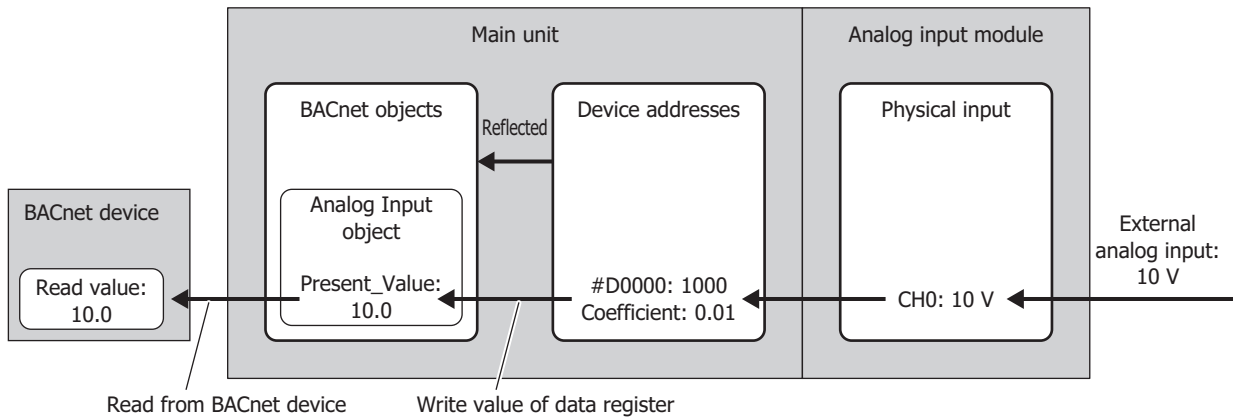 Main unit
Analog input module
BACnet objects
Device addresses
Physical input
Reflected
BACnet device
Analog Input
object
External
analog input:
10 V
Read value:
10.0
Present_Value:
10.0
#D0000: 1000
Coefficient: 0.01
CH0: 10 V
Read from BACnet device
Write value of data register